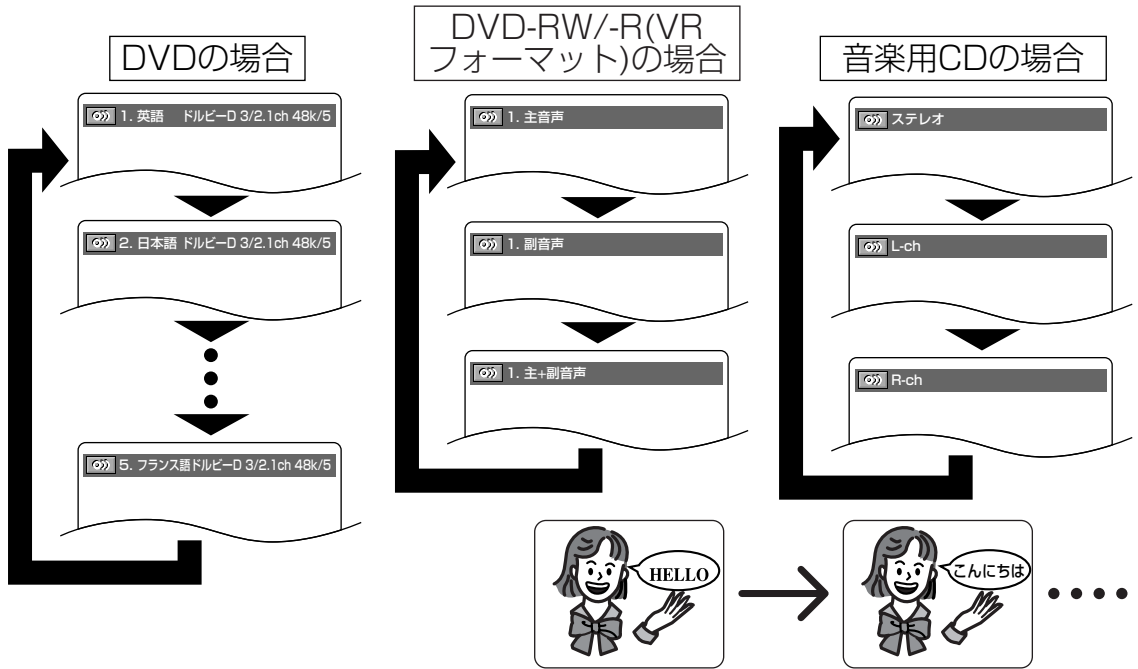 DVDの場合
1. 英語 ドルビーD 3/2.1ch 48k/5
2. 日本語 ドルビーD 3/2.1ch 48k/5
5. フランス語ドルビーD 3/2.1ch 48k/5
DVD-RW/-R(VR
フォーマット)の場合
1. 主音声
1. 副音声
1. 主+副音声
音楽用CDの場合
ステレオ
L-ch
R-ch
HELLO
こんにちは